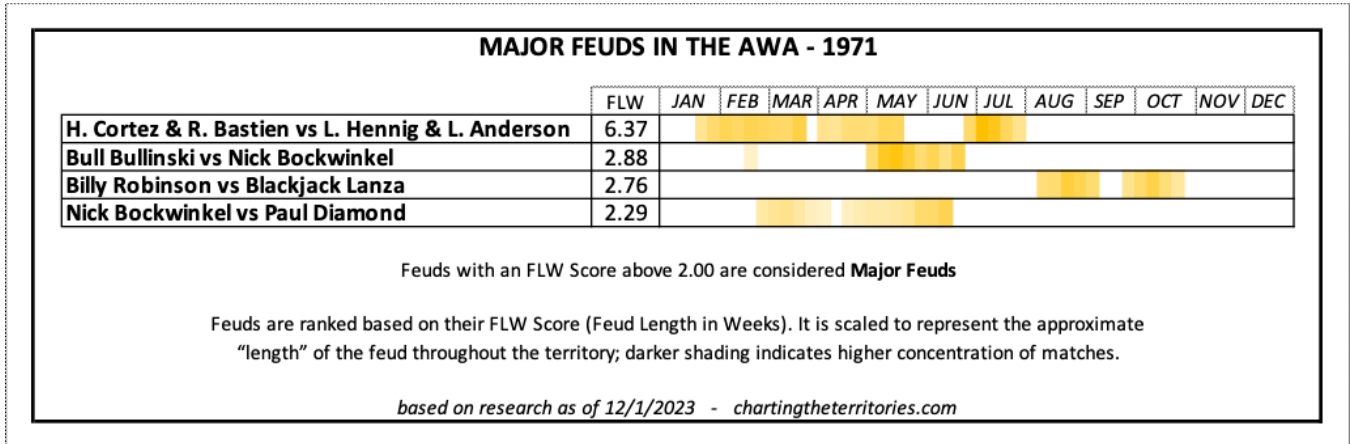 MAJOR FEUDS IN THE AWA - 1971
FLW JAN FEB MAR APR MAY JUN JUL AUG SEP OCT NOV DEC
H. Cortez & R. Bastien vs L. Hennig & L. Anderson 6.37
Bull Bullinski vs Nick Bockwinkel 2.88
Billy Robinson vs Blackjack Lanza 2.76
Nick Bockwinkel vs Paul Diamond 2.29
Feuds with an FLW Score above 2.00 are considered Major Feuds
Feuds are ranked based on their FLW Score (Feud Length in Weeks). It is scaled to represent the approximate
“length” of the feud throughout the territory; darker shading indicates higher concentration of matches.
based on research as of 12/1/2023 - chartingtheterritories.com